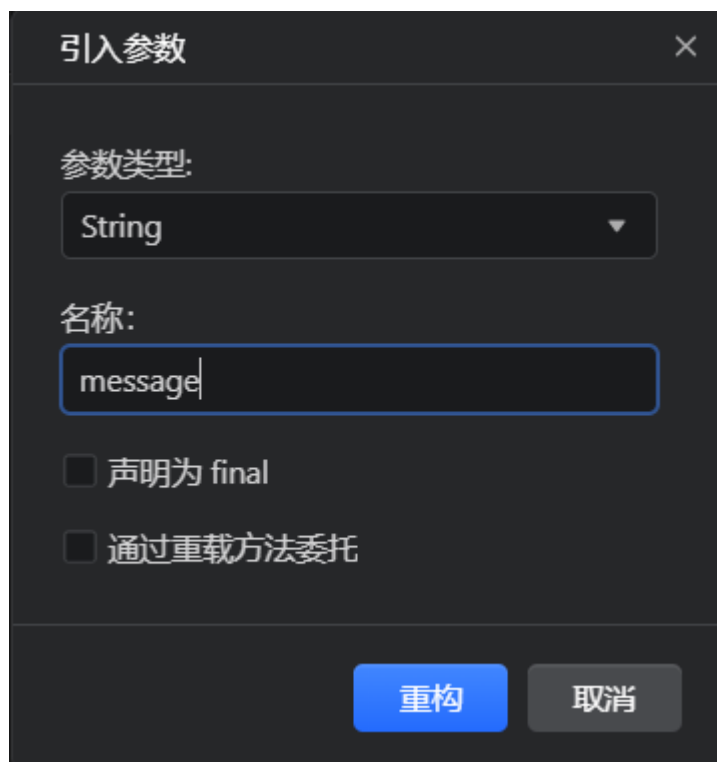 引入参数
参数类型:
String
名称:
message
声明为 final
通过重载方法委托
重构 取消